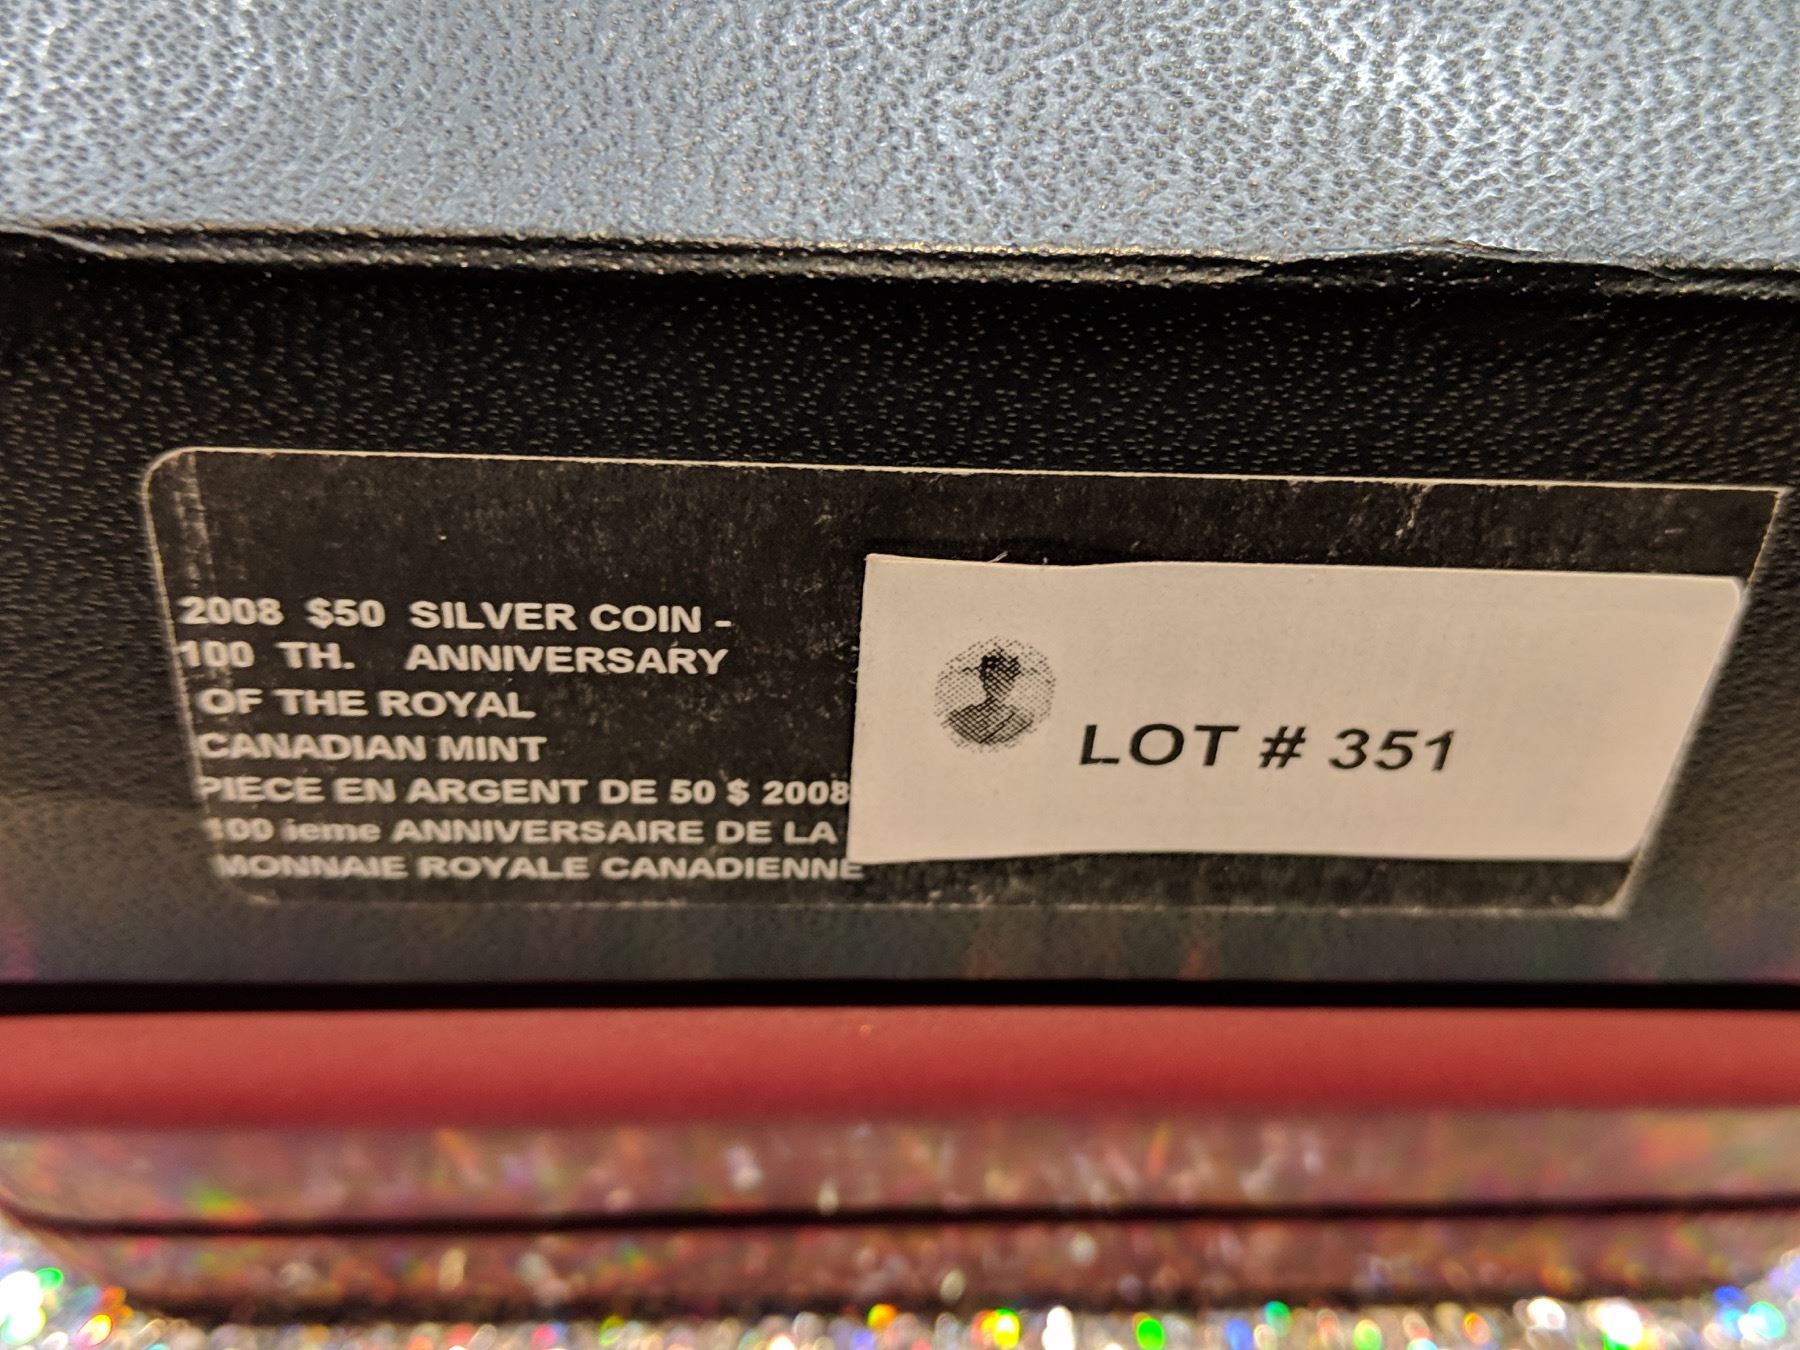 2008 $50 SILVER COIN -
100 TH. ANNIVERSARY
OF THE ROYAL
CANADIAN MINT
PIECE EN ARGENT DE 50 $ 2008
100 ieme ANNIVERSAIRE DE LA
MONNAIE ROYALE CANADIENNE
LOT # 351